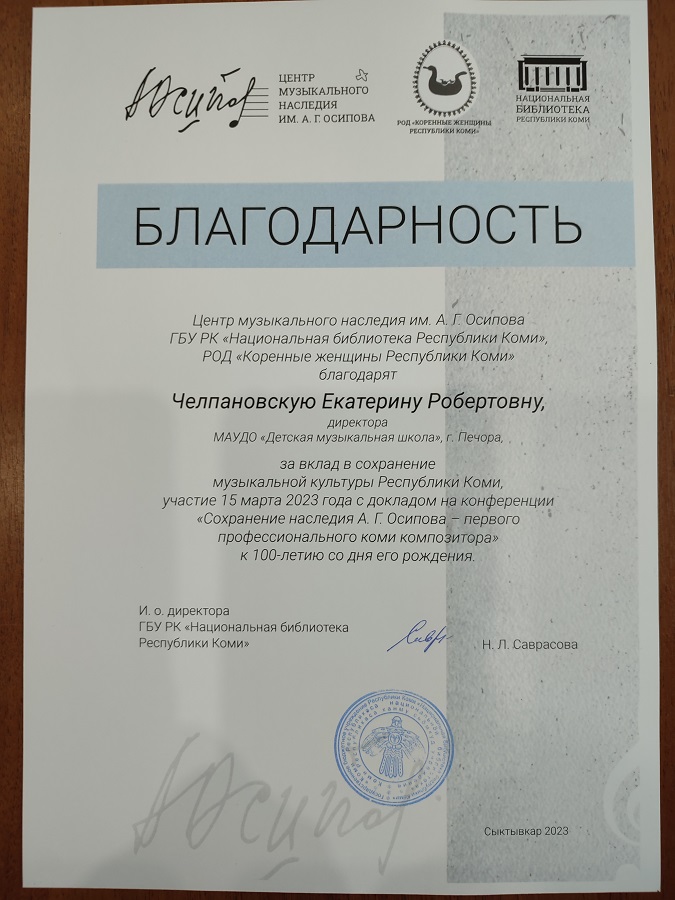 Осипов
ЦЕНТР
МУЗЫКАЛЬНОГО
НАСЛЕДИЯ
ИМ. А. Г. ОСИПОВА
РОД «КОРЕННЫЕ ЖЕНЩИНЫ
РЕСПУБЛИКИ КОМИ»
НАЦИОНАЛЬНАЯ
БИБЛИОТЕКА
РЕСПУБЛИКИ КОМИ
БЛАГОДАРНОСТЬ
Центр музыкального наследия им. А. Г. Осипова
ГБУ РК «Национальная библиотека Республики Коми»,
РОД «Коренные женщины Республики Коми»
благодарят
Челпановскую Екатерину Робертовну,
директора
МАУДО «Детская музыкальная школа», г. Печора,
за вклад в сохранение
музыкальной культуры Республики Коми,
участие 15 марта 2023 года с докладом на конференции
«Сохранение наследия А. Г. Осипова – первого
профессионального коми композитора»
к 100-летию со дня его рождения.
И. о. директора
ГБУ РК «Национальная библиотека
Республики Коми»
Н. Л. Саврасова
Сыктывкар 2023